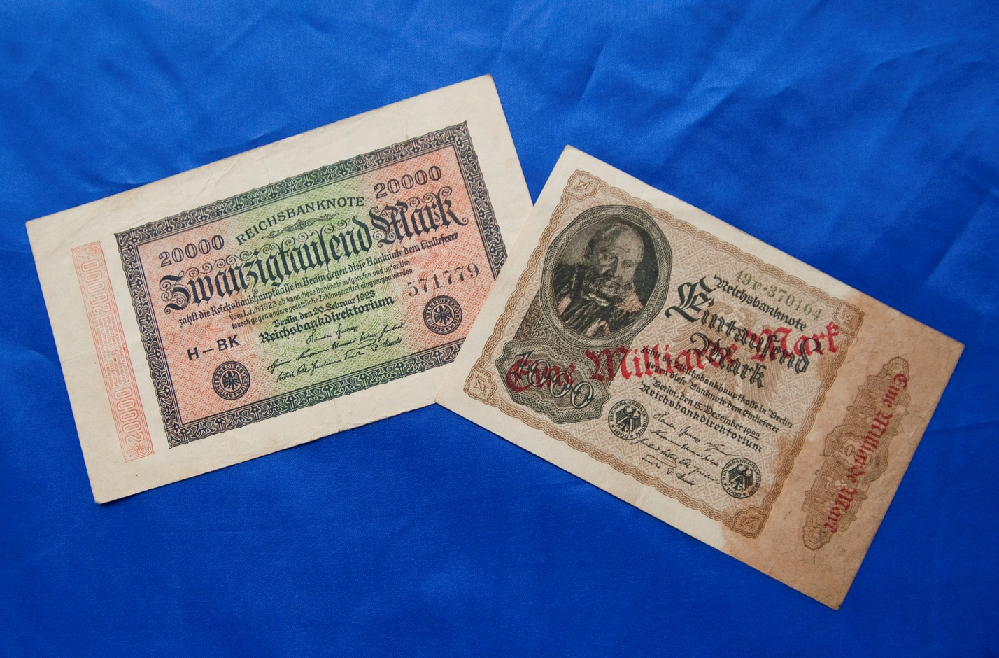 20000
REICHSBANKNOTE
20000
Zwanzigtausend Mark
zahlt die Reichsbankhauptkasse in Berlin gegen diese Banknote dem Einlieferer
Vom 1. Juli 1923 ab kann diese Banknote aufgerufen und unter Um-
tausch gegen andere gesetzliche Zahlungsmittel eingezogen werden
Berlin, den 20. Februar 1923
Reichsbankdirektorium
571779
H-BK
20000
20000
49F·370104
Reichsbanknote
Eintausend
Mark
Eine Milliarde Mark
1000
zahlt die Reichsbankhauptkasse in Berlin
gegen diese Banknote dem Einlieferer
Berlin, den 15. Dezember 1922
Reichsbankdirektorium
Eine Milliarde Mark